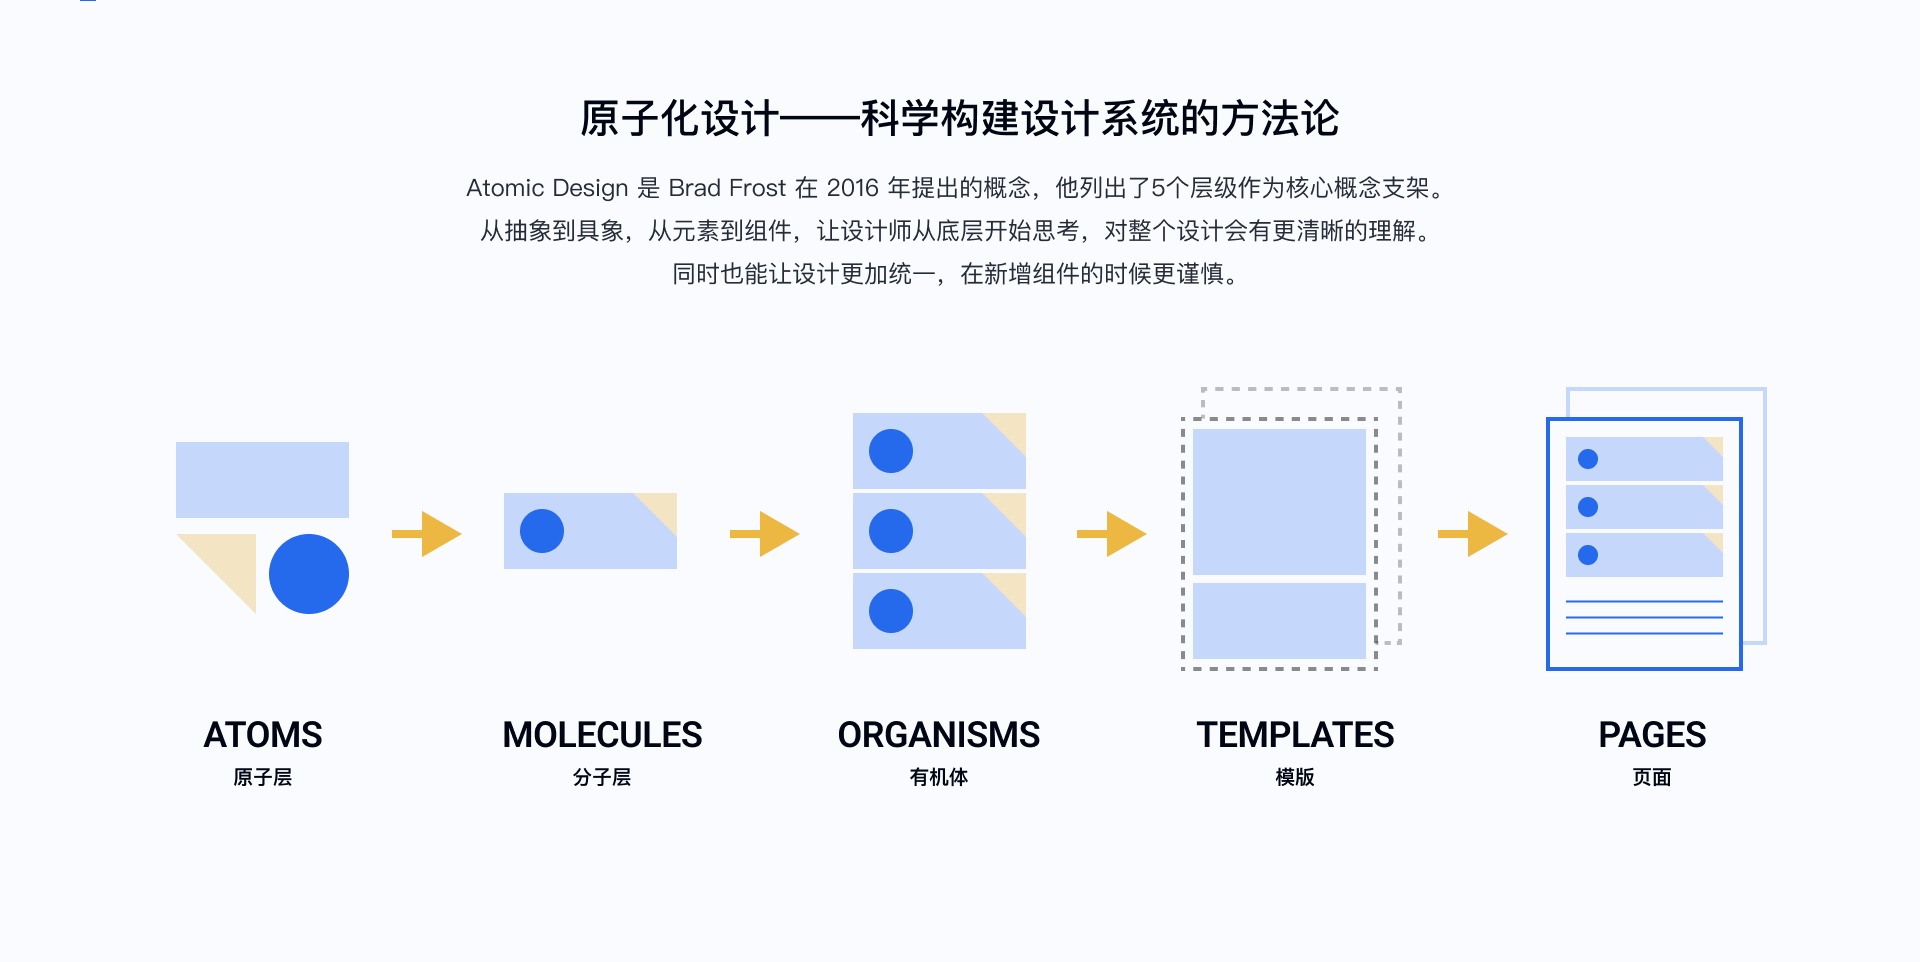 原子化设计——科学构建设计系统的方法论
Atomic Design 是 Brad Frost 在 2016 年提出的概念，他列出了5个层级作为核心概念支架。
从抽象到具象，从元素到组件，让设计师从底层开始思考，对整个设计会有更清晰的理解。
同时也能让设计更加统一，在新增组件的时候更谨慎。
ATOMS
原子层
MOLECULES
分子层
ORGANISMS
有机体
TEMPLATES
模版
PAGES
页面